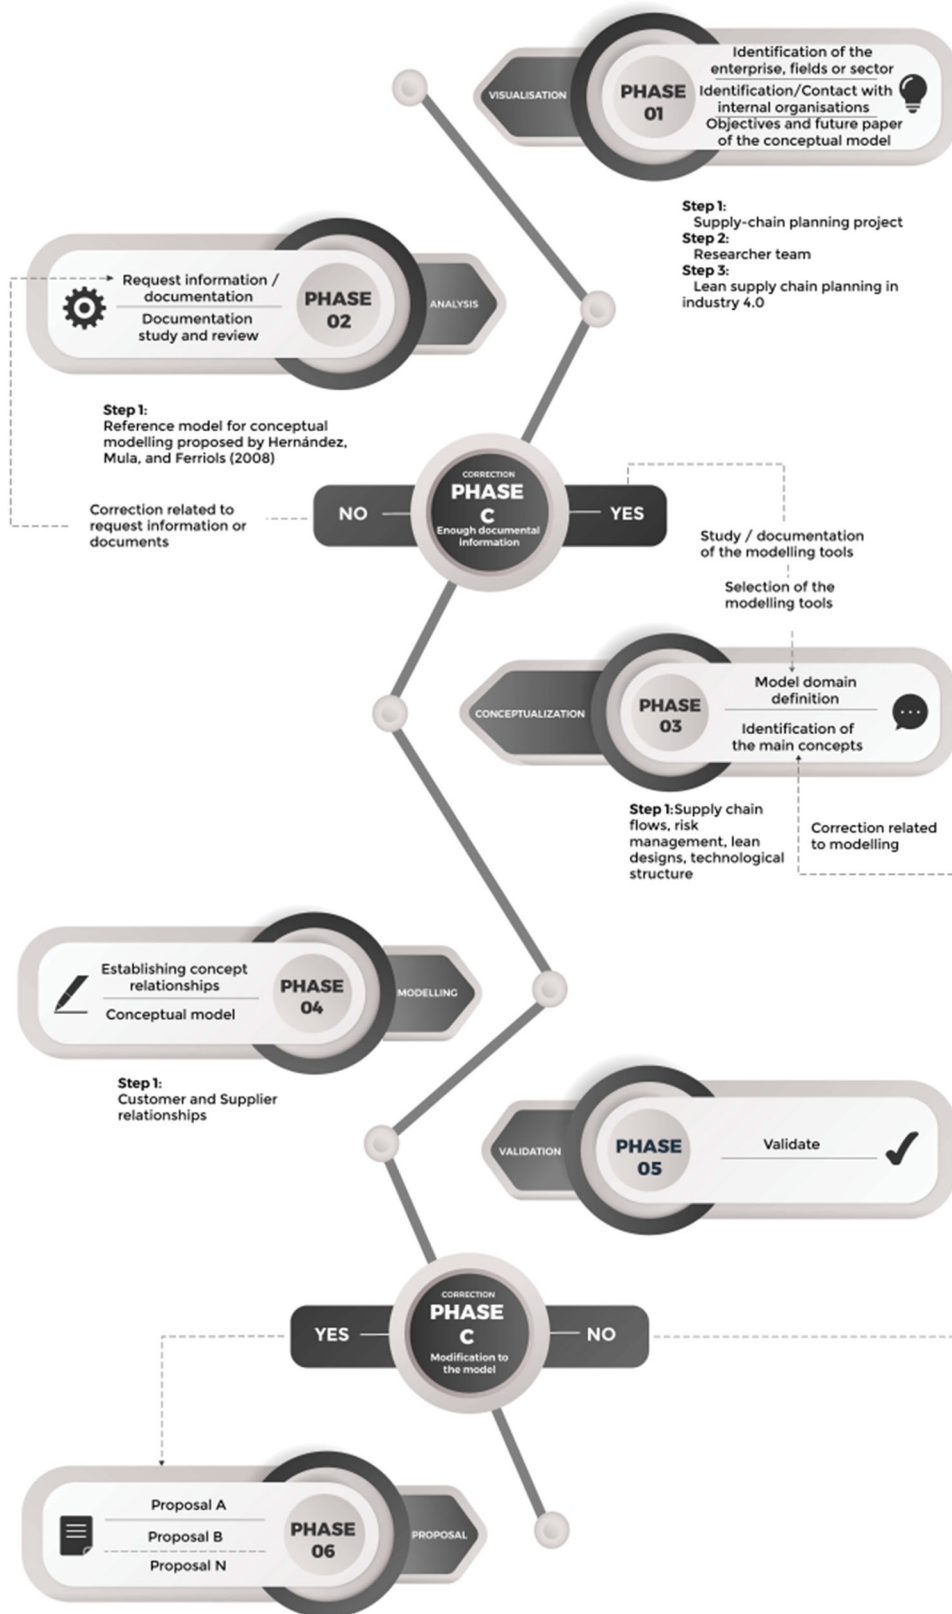 VISUALISATION
PHASE
01
Identification of the
enterprise, fields or sector
Identification/Contact with
internal organisations
Objectives and future paper
of the conceptual model
Step 1:
Supply-chain planning project
Step 2:
Researcher team
Step 3:
Lean supply chain planning in
industry 4.0
Request information /
documentation
Documentation
study and review
PHASE
02
ANALYSIS
Step 1:
Reference model for conceptual
modelling proposed by Hernández,
Mula, and Ferriols (2008)
Correction related to
request information or
documents
NO
CORRECTION
PHASE
C
Enough documental
information
YES
Study / documentation
of the modelling tools
Selection of the
modelling tools
CONCEPTUALIZATION
PHASE
03
Model domain
definition
Identification of
the main concepts
Step 1:Supply chain
flows, risk
management, lean
designs, technological
structure
Correction related
to modelling
Establishing concept
relationships
Conceptual model
PHASE
04
MODELLING
Step 1:
Customer and Supplier
relationships
VALIDATION
PHASE
05
Validate
YES
CORRECTION
PHASE
C
Modification to
the model
NO
Proposal A
Proposal B
Proposal N
PHASE
06
PROPOSAL